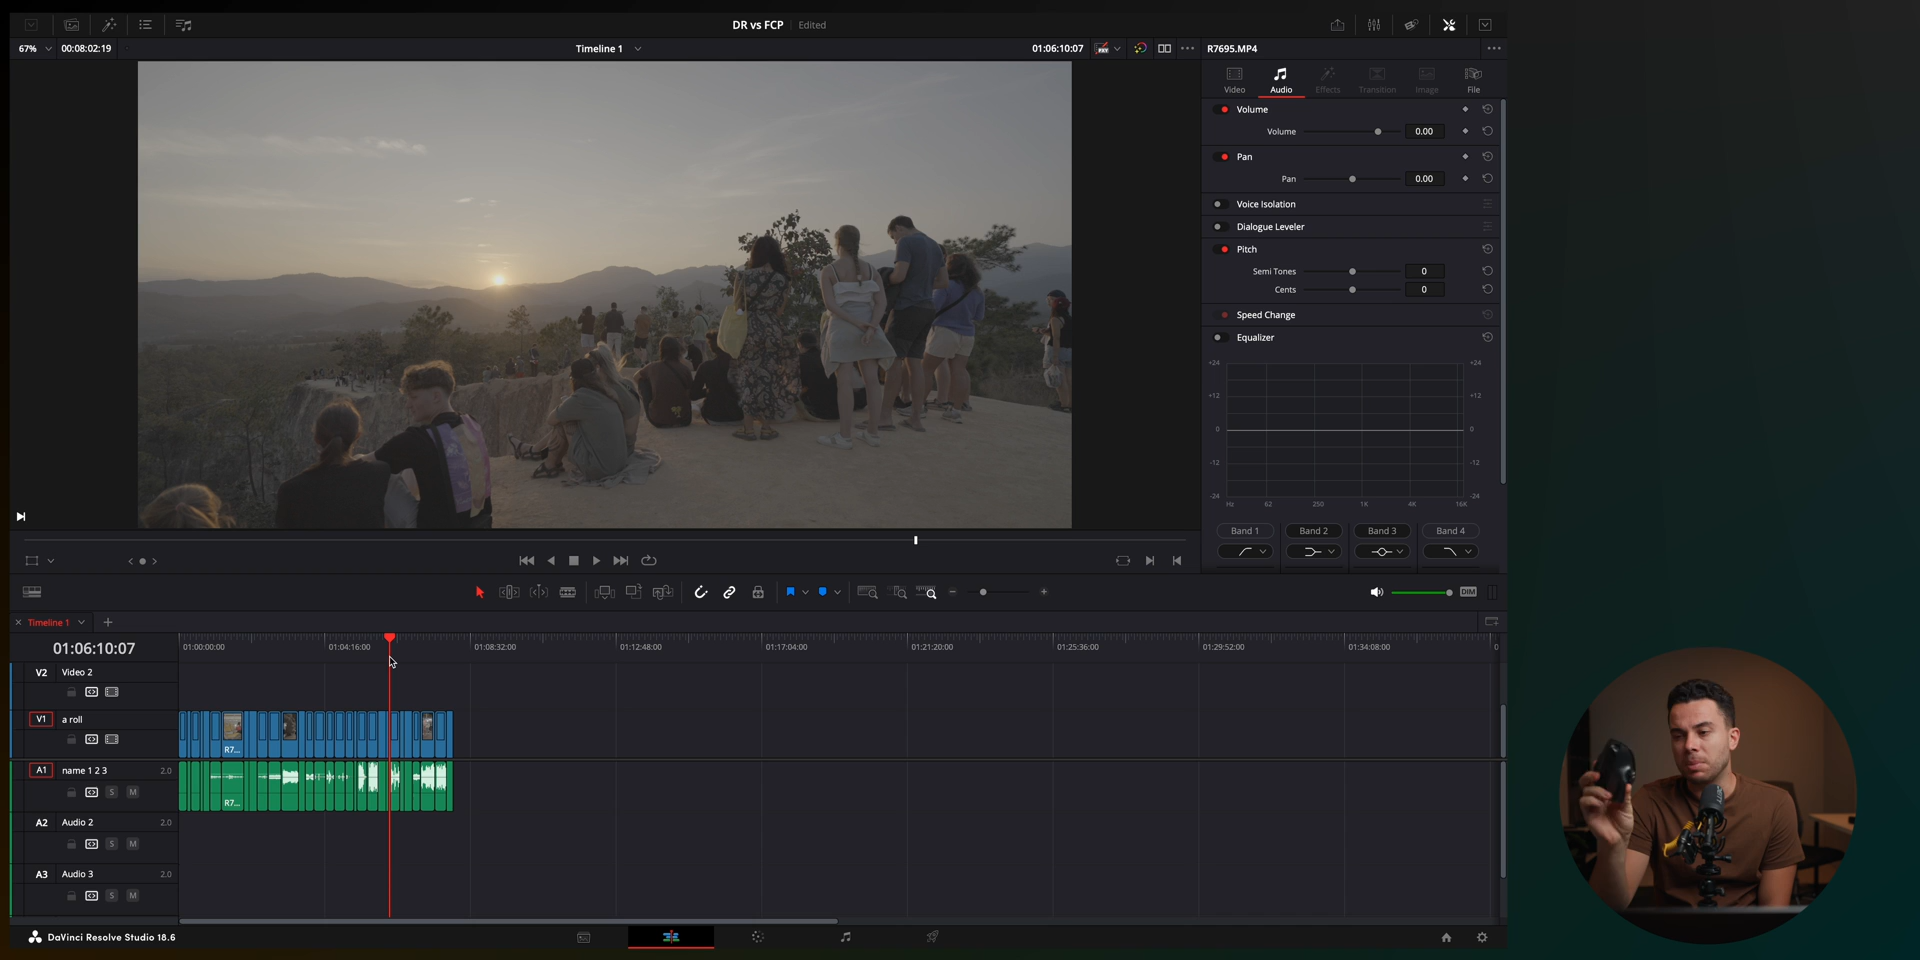 DR vs FCP Edited
67% 00:08:02:19 Timeline 1 01:06:10:07 R7695.MP4
Video Audio Effects Transition Image File
Volume
Volume 0.00
Pan
Pan 0.00
Voice Isolation
Dialogue Leveler
Pitch
Semi Tones 0
Cents 0
Speed Change
Equalizer
+24 +24
+12 +12
0 0
-12 -12
-24 -24
Hz 62 250 1K 4K 16K
Band 1 Band 2 Band 3 Band 4
DIM
Timeline 1
01:06:10:07 01:00:00:00 01:04:16:00 01:08:32:00 01:12:48:00 01:17:04:00 01:21:20:00 01:25:36:00 01:29:52:00 01:34:08:00 0
V2 Video 2
V1 a roll
R7...
A1 name 1 2 3 2.0
S M
R7...
A2 Audio 2 2.0
S M
A3 Audio 3 2.0
S M
DaVinci Resolve Studio 18.6